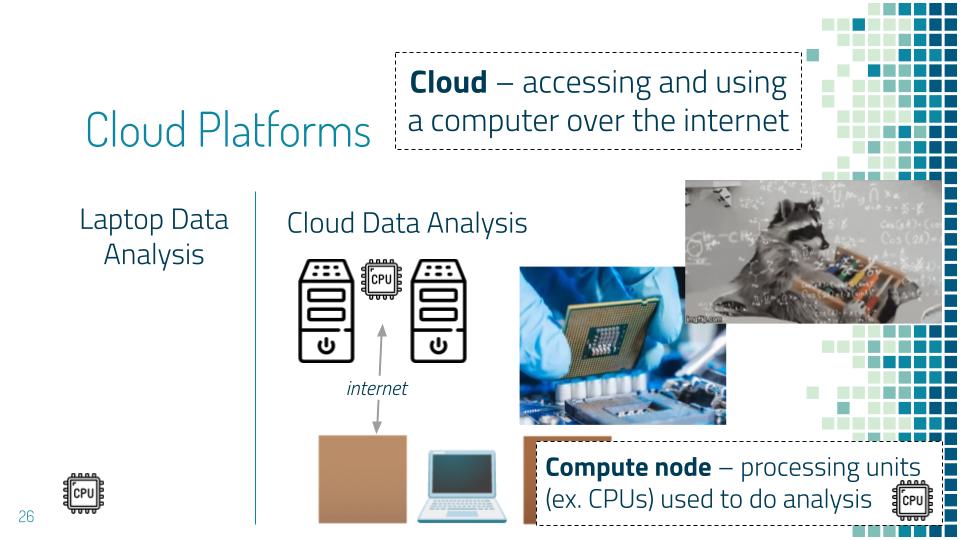 Cloud – accessing and using
a computer over the internet
Cloud Platforms
Laptop Data
Analysis
Cloud Data Analysis
CPU
internet
imgflip.com
Compute node – processing units
(ex. CPUs) used to do analysis
CPU
CPU
26